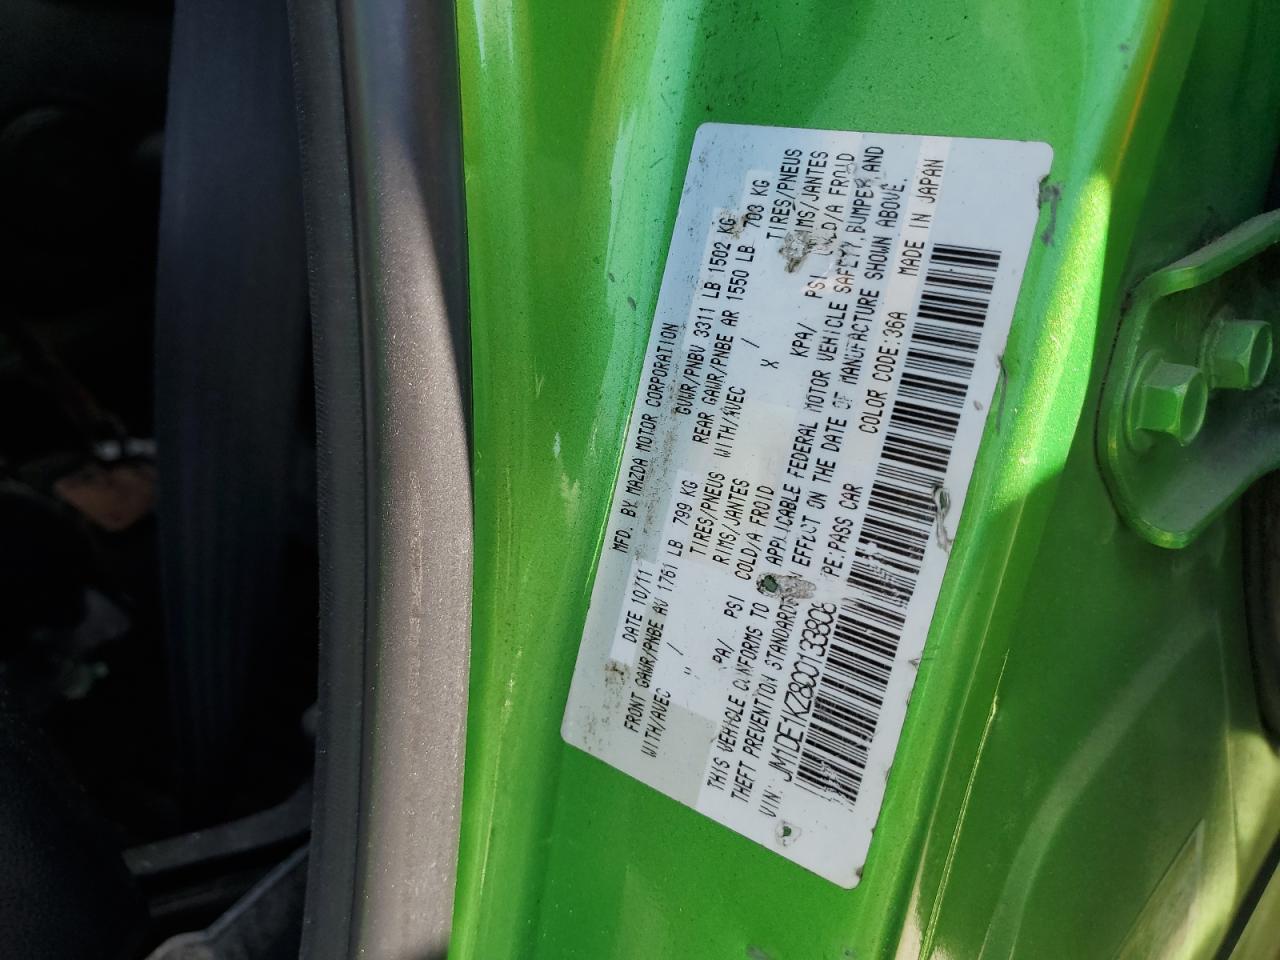 MFD. BY MAZDA MOTOR CORPORATION
DATE 10/11 GVWR/PNBV 3311 LB 1502 KG
FRONT GAWR/PNBE AV 1761 LB 799 KG REAR GAWR/PNBE AR 1550 LB 703 KG
WITH/AVEC / TIRES/PNEUS WITH/AVEC / TIRES/PNEUS
" RIMS/JANTES X RIMS/JANTES
PA/ PSI COLD/A FROID KPA/ PSI COLD/A FROID
THIS VEHICLE CONFORMS TO APPLICABLE FEDERAL MOTOR VEHICLE SAFETY, BUMPER, AND
THEFT PREVENTION STANDARDS EFFECT ON THE DATE OF MANUFACTURE SHOWN ABOVE.
VIN: JM1DE1KZ8C0133808 PE:PASS CAR COLOR CODE:36A MADE IN JAPAN